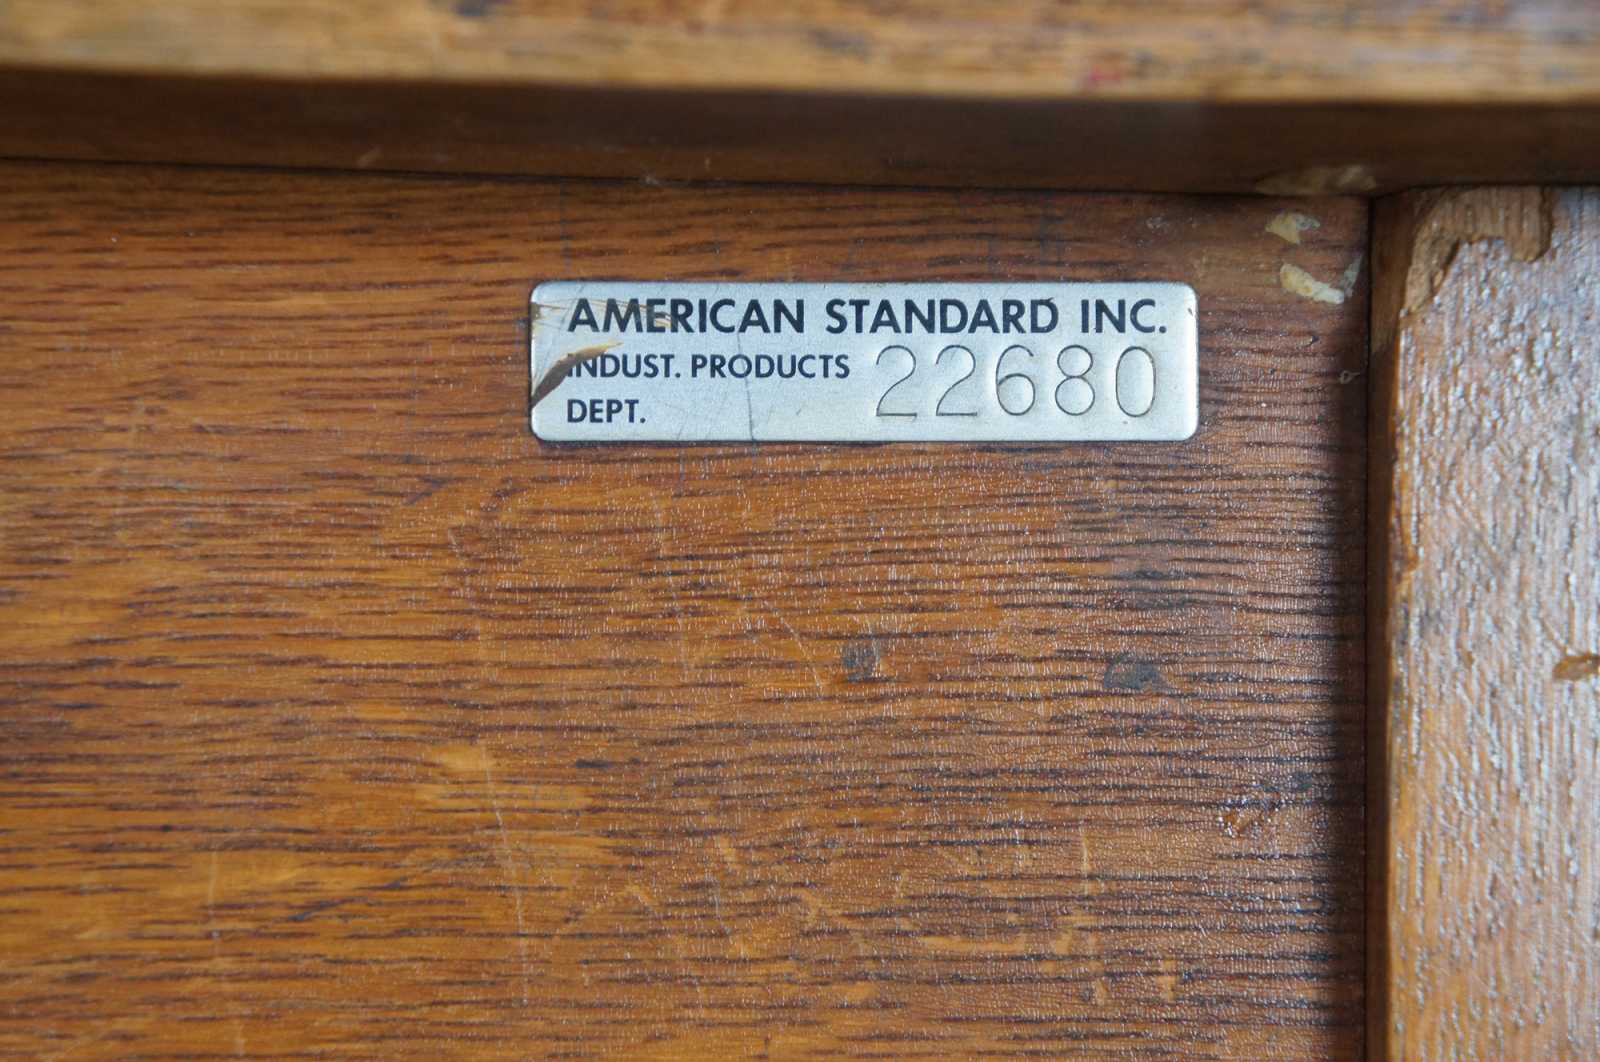 AMERICAN STANDARD INC.
INDUST. PRODUCTS 22680
DEPT.